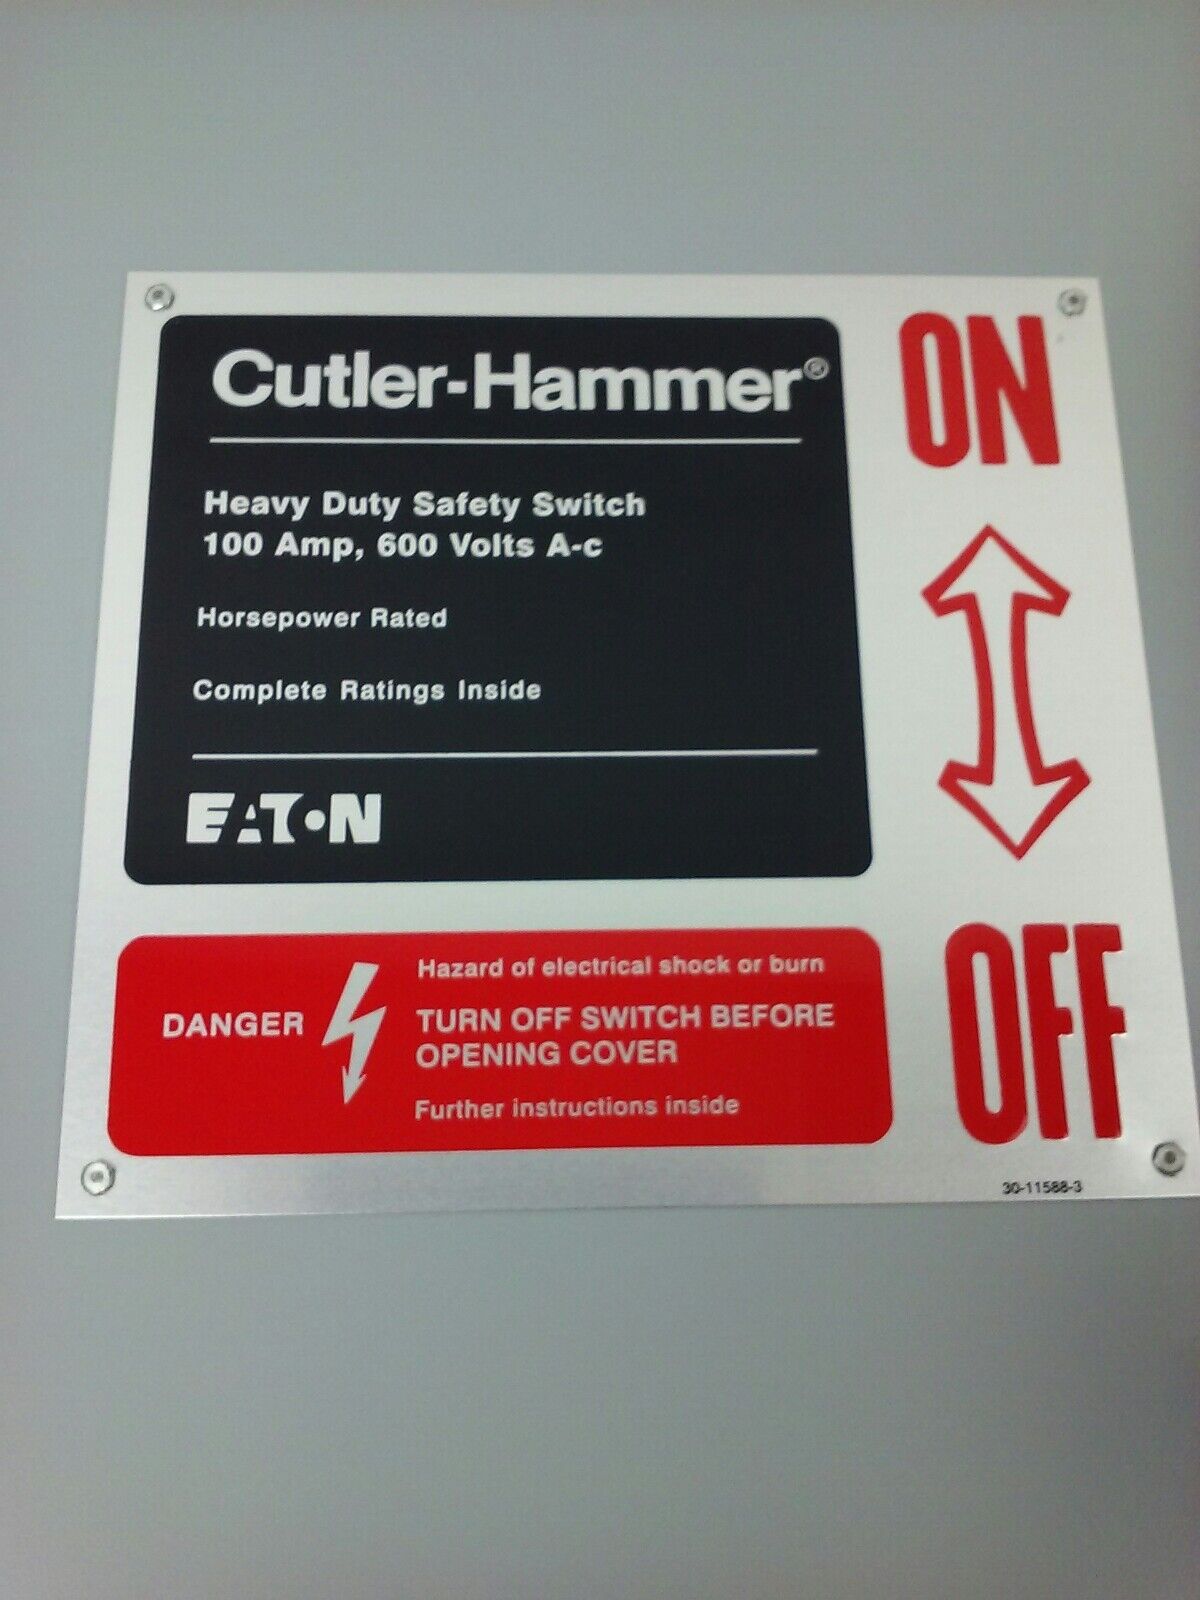 Cutler-Hammer®
Heavy Duty Safety Switch
100 Amp, 600 Volts A-c
Horsepower Rated
Complete Ratings Inside
EATON
ON
OFF
DANGER
Hazard of electrical shock or burn
TURN OFF SWITCH BEFORE
OPENING COVER
Further instructions inside
30-11588-3